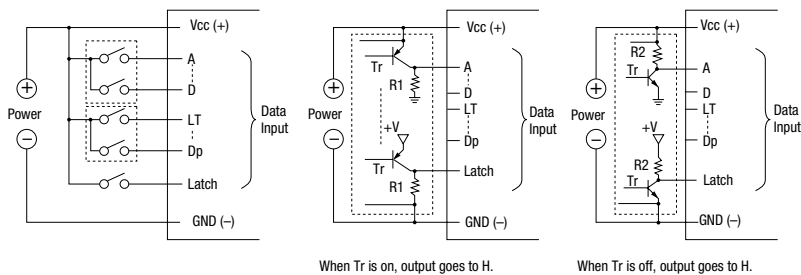 Vcc (+)
A
D
LT
Dp
Latch
GND (–)
Power
Data
Input
Vcc (+)
Tr
R1
A
D
LT
Dp
+V
Tr
R1
Latch
GND (–)
Power
Data
Input
When Tr is on, output goes to H.
Vcc (+)
R2
Tr
A
D
LT
Dp
+V
R2
Tr
Latch
GND (–)
Power
Data
Input
When Tr is off, output goes to H.